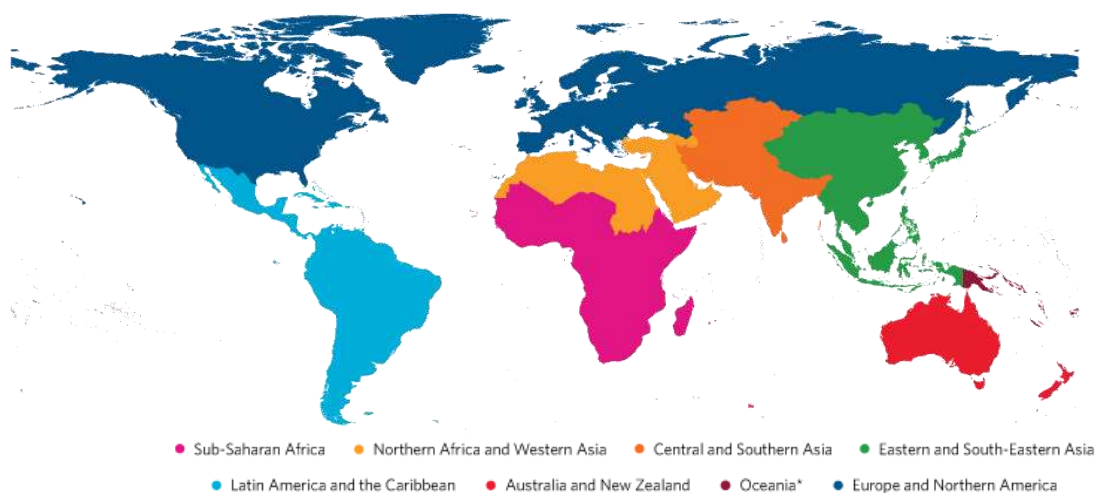 Sub-Saharan Africa Northern Africa and Western Asia Central and Southern Asia Eastern and South-Eastern Asia
Latin America and the Caribbean Australia and New Zealand Oceania* Europe and Northern America